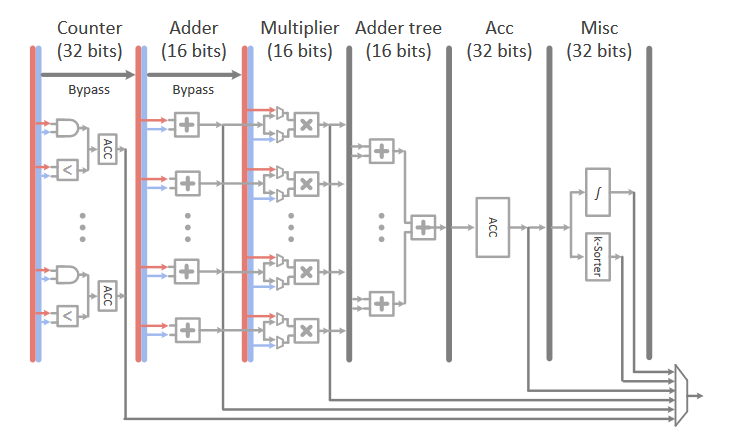 Counter
(32 bits)
Adder
(16 bits)
Multiplier
(16 bits)
Adder tree
(16 bits)
Acc
(32 bits)
Misc
(32 bits)
Bypass
Bypass
ACC
<
+
+
×
×
+
+
ACC
∫
k-Sorter
ACC
<
+
+
×
×
+